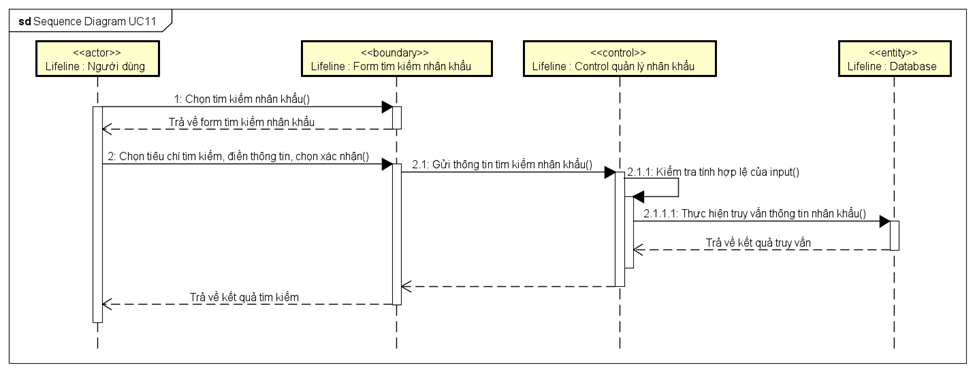 sd Sequence Diagram UC11
<<actor>>
Lifeline : Người dùng
<<boundary>>
Lifeline : Form tìm kiếm nhân khẩu
<<control>>
Lifeline : Control quản lý nhân khẩu
<<entity>>
Lifeline : Database
1: Chọn tìm kiếm nhân khẩu()
Trả về form tìm kiếm nhân khẩu
2: Chọn tiêu chí tìm kiếm, điền thông tin, chọn xác nhận()
2.1: Gửi thông tin tìm kiếm nhân khẩu()
2.1.1: Kiểm tra tính hợp lệ của input()
2.1.1.1: Thực hiện truy vấn thông tin nhân khẩu()
Trả về kết quả truy vấn
Trả về kết quả tìm kiếm